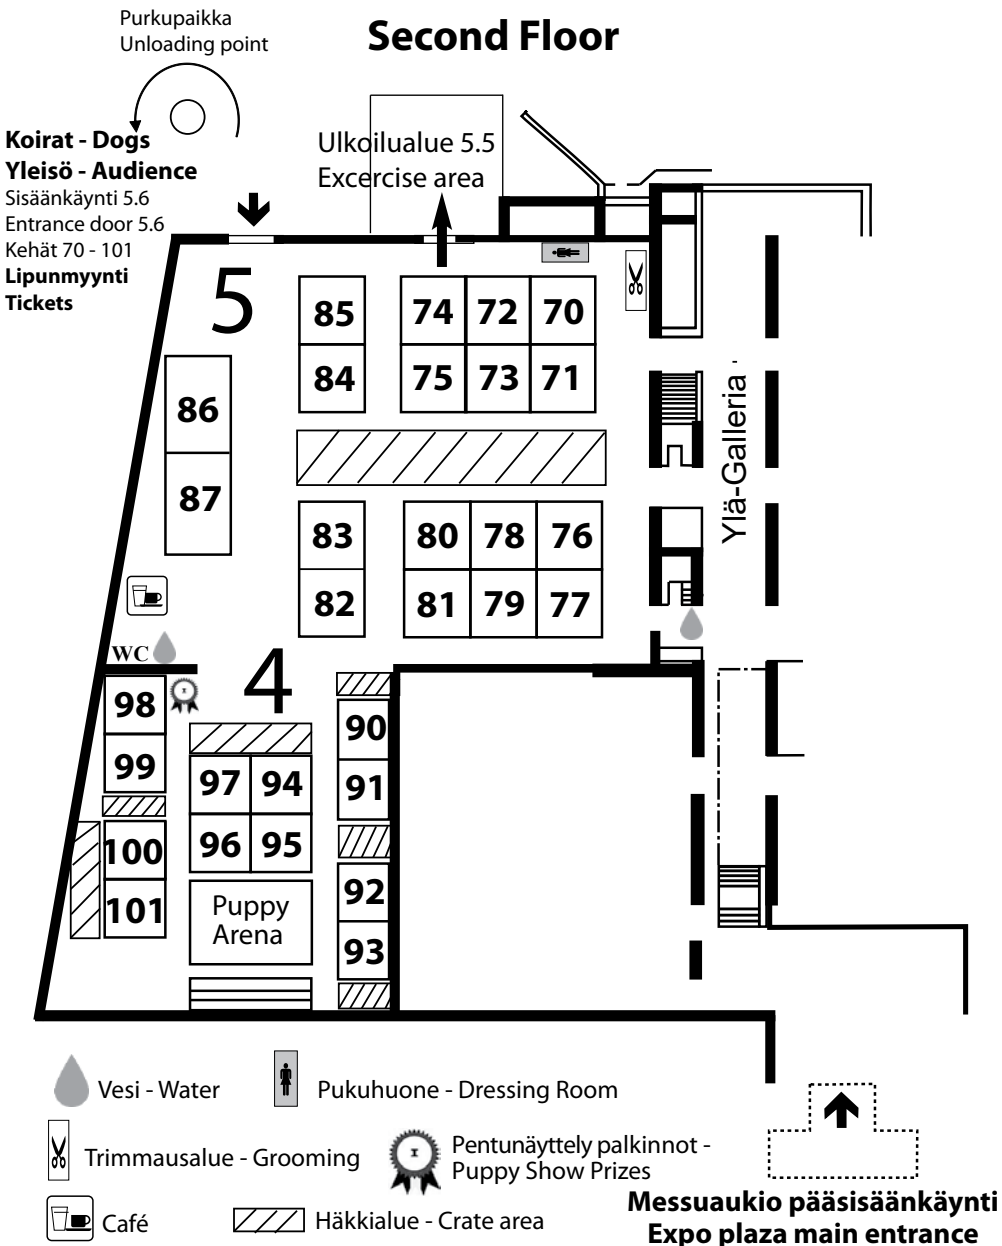 Purkupaikka
Unloading point
Second Floor
Koirat - Dogs
Yleisö - Audience
Sisäänkäynti 5.6
Entrance door 5.6
Kehät 70 - 101
Lipunmyynti
Tickets
Ulkoilualue 5.5
Excercise area
5
85
74 72 70
84
75 73 71
86
87
83
80 78 76
82
81 79 77
Ylä-Galleria
WC
4
98
99
100
101
97 94
96 95
Puppy
Arena
90
91
92
93
Vesi - Water
Pukuhuone - Dressing Room
Trimmausalue - Grooming
Pentunäyttely palkinnot -
Puppy Show Prizes
Café
Häkkialue - Crate area
Messuaukio pääsisäänkäynti
Expo plaza main entrance